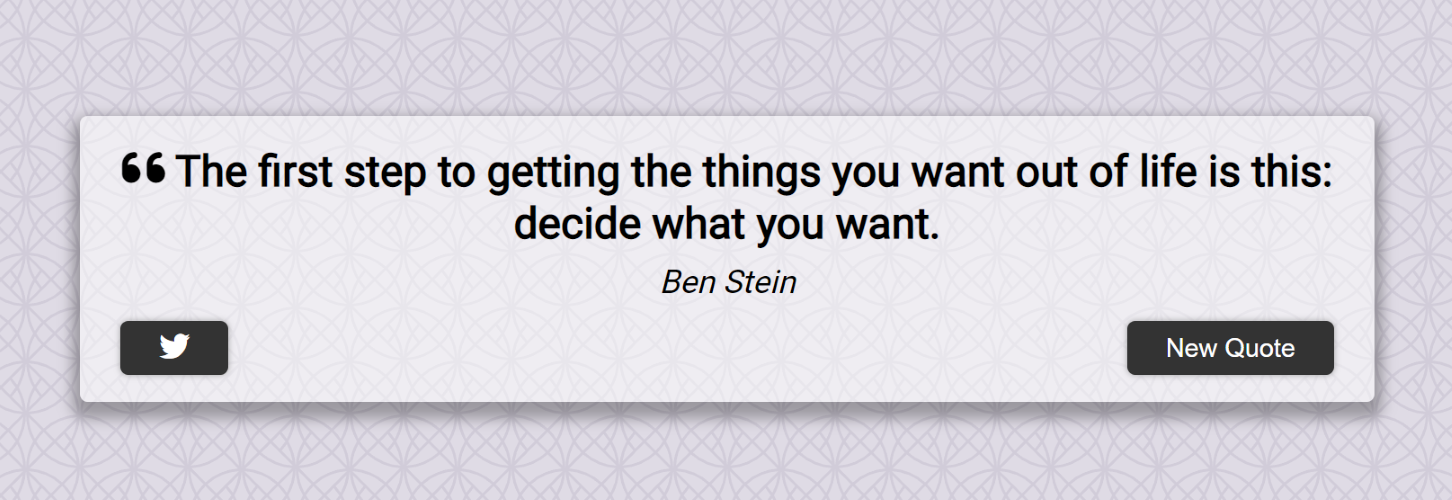 “ The first step to getting the things you want out of life is this:
decide what you want.
Ben Stein
New Quote